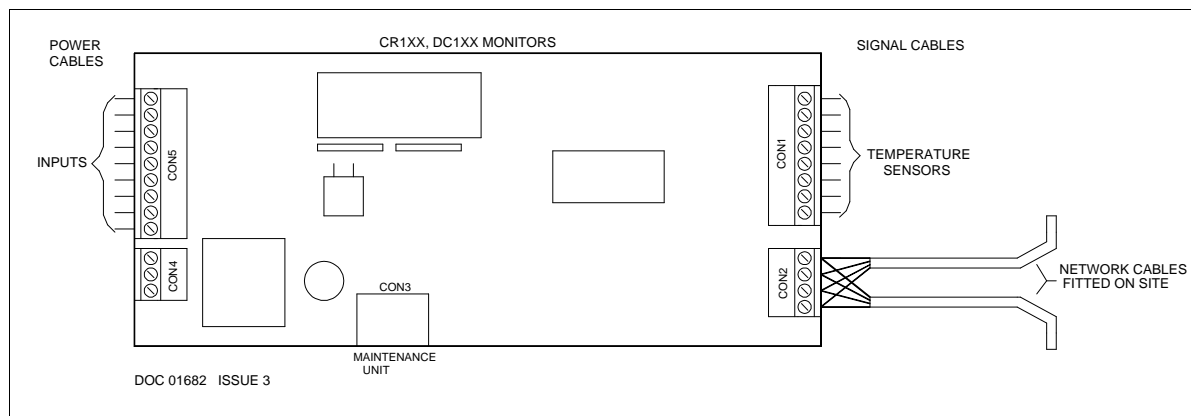 POWER
CABLES
CR1XX, DC1XX MONITORS
SIGNAL CABLES
INPUTS
CON5
CON4
CON3
MAINTENANCE
UNIT
CON1
CON2
TEMPERATURE
SENSORS
NETWORK CABLES
FITTED ON SITE
DOC 01682 ISSUE 3